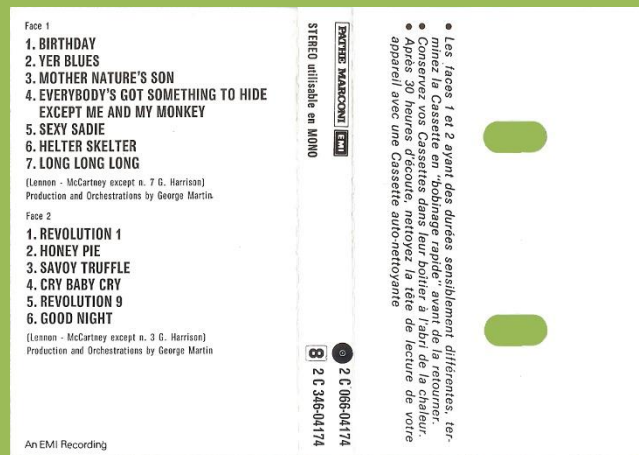 Face 1
1. BIRTHDAY
2. YER BLUES
3. MOTHER NATURE'S SON
4. EVERYBODY'S GOT SOMETHING TO HIDE
EXCEPT ME AND MY MONKEY
5. SEXY SADIE
6. HELTER SKELTER
7. LONG LONG LONG
(Lennon - McCartney except n. 7 G. Harrison)
Production and Orchestrations by George Martin.
Face 2
1. REVOLUTION 1
2. HONEY PIE
3. SAVOY TRUFFLE
4. CRY BABY CRY
5. REVOLUTION 9
6. GOOD NIGHT
(Lennon - McCartney except n. 3 G. Harrison)
Production and Orchestrations by George Martin
An EMI Recording
PATHE MARCONI EMI
STEREO utilisable en MONO
2 C 066-04174
8 2 C 346-04174
• Les faces 1 et 2 ayant des durées sensiblement différentes, ter-
minez la Cassette en "bobinage rapide" avant de la retourner.
• Conservez vos Cassettes dans leur boîtier à l'abri de la chaleur.
• Après 30 heures d'écoute, nettoyez la tête de lecture de votre
appareil avec une Cassette auto-nettoyante